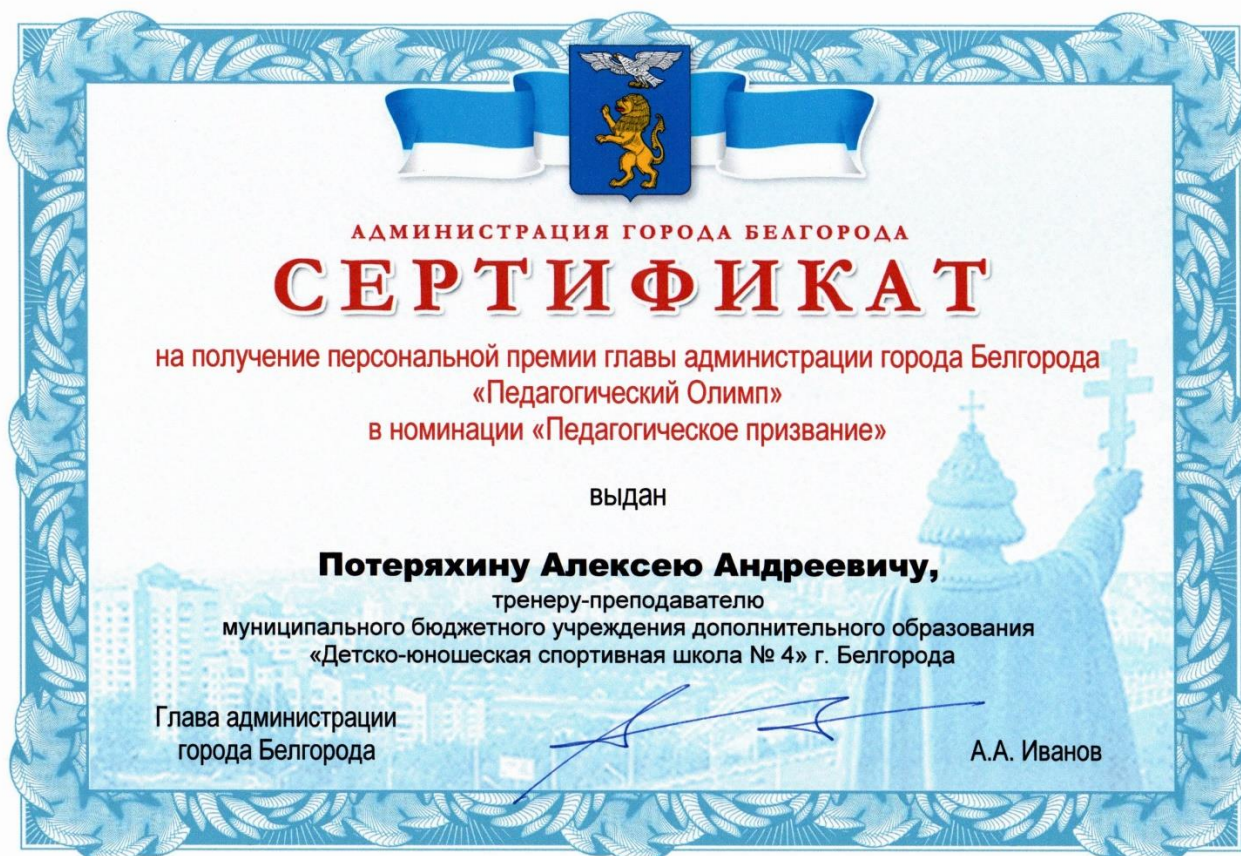 АДМИНИСТРАЦИЯ ГОРОДА БЕЛГОРОДА
СЕРТИФИКАТ
на получение персональной премии главы администрации города Белгорода
«Педагогический Олимп»
в номинации «Педагогическое призвание»
выдан
Потеряхину Алексею Андреевичу,
тренеру-преподавателю
муниципального бюджетного учреждения дополнительного образования
«Детско-юношеская спортивная школа № 4» г. Белгорода
Глава администрации
города Белгорода
А.А. Иванов